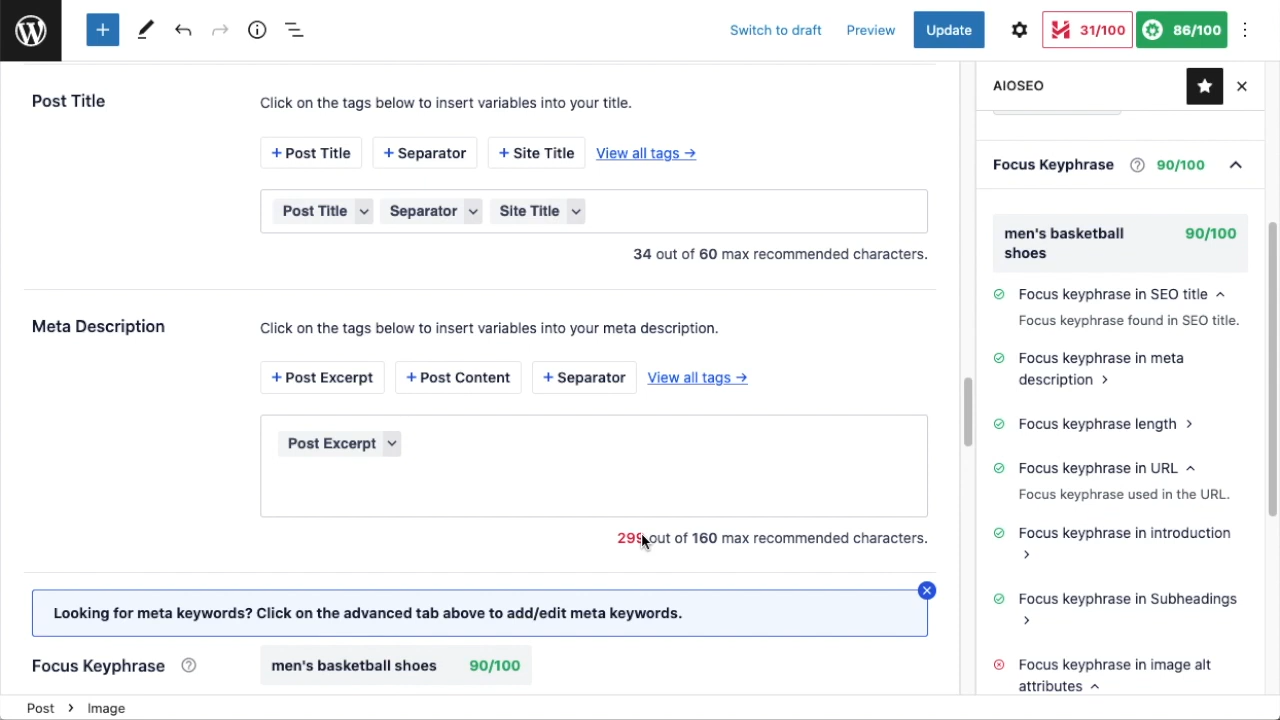 Switch to draft Preview Update 31/100 86/100
Post Title
Click on the tags below to insert variables into your title.
+ Post Title + Separator + Site Title View all tags →
Post Title Separator Site Title
34 out of 60 max recommended characters.
Meta Description
Click on the tags below to insert variables into your meta description.
+ Post Excerpt + Post Content + Separator View all tags →
Post Excerpt
299 out of 160 max recommended characters.
Looking for meta keywords? Click on the advanced tab above to add/edit meta keywords.
Focus Keyphrase men's basketball shoes 90/100
AIOSEO
Focus Keyphrase 90/100
men's basketball 90/100
shoes
Focus keyphrase in SEO title
Focus keyphrase found in SEO title.
Focus keyphrase in meta
description
Focus keyphrase length
Focus keyphrase in URL
Focus keyphrase used in the URL.
Focus keyphrase in introduction
Focus keyphrase in Subheadings
Focus keyphrase in image alt
attributes
Post Image